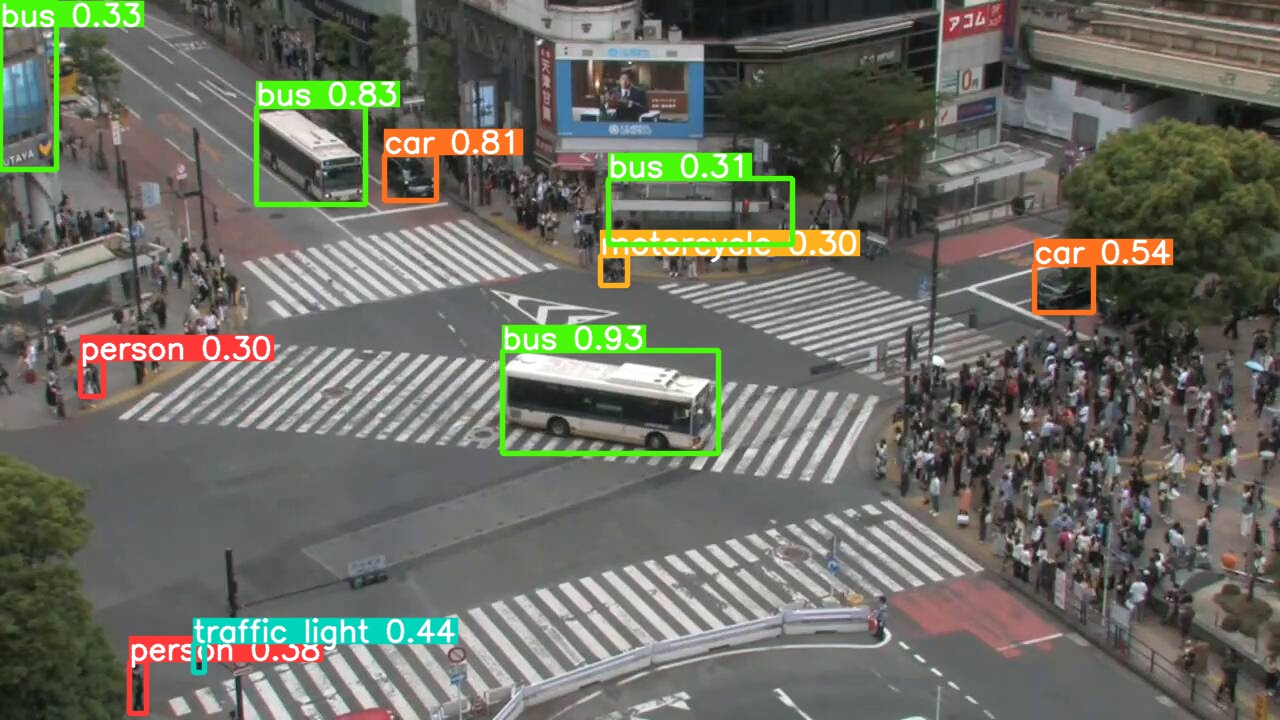 bus 0.33
bus 0.83
car 0.81
アコム
bus 0.31
motorcycle 0.30
car 0.54
person 0.30
bus 0.93
traffic light 0.44
person 0.38